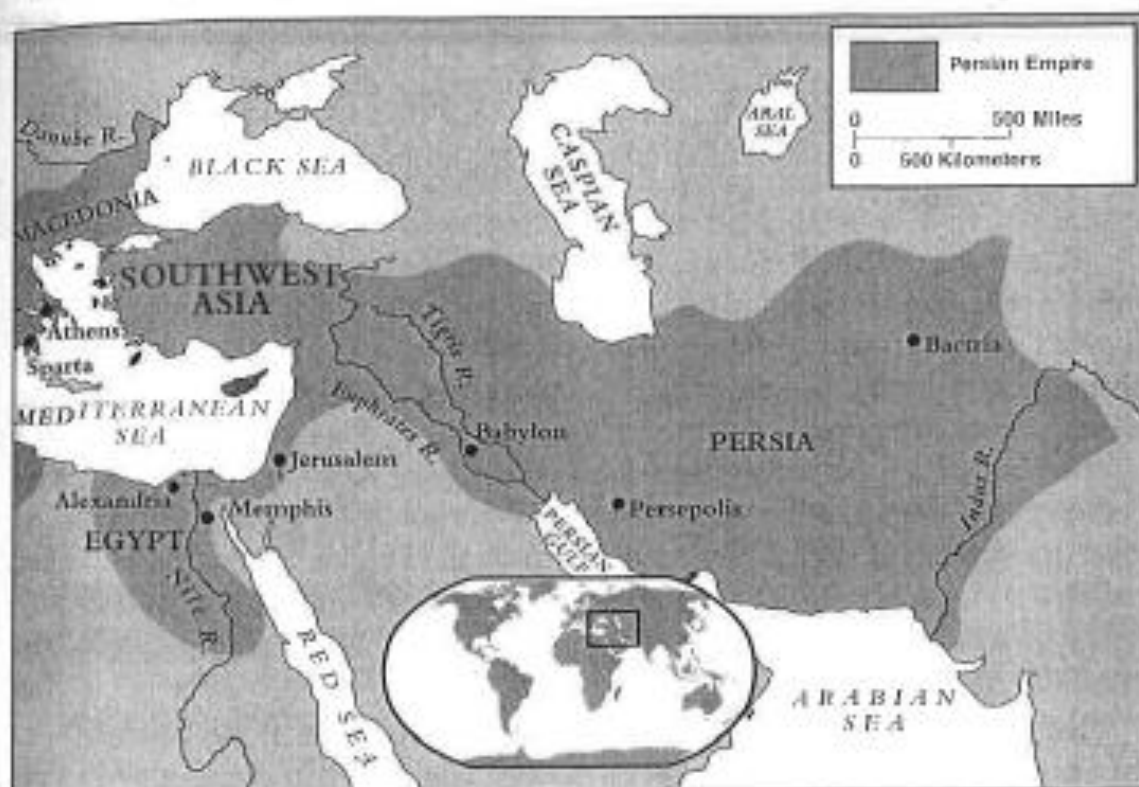 Persian Empire
0 500 Miles
0 500 Kilometers
Danube R.
BLACK SEA
CASPIAN
SEA
ARAL
SEA
MACEDONIA
SOUTHWEST
ASIA
Tigris R.
Athens
Bactria
Sparta
MEDITERRANEAN
SEA
Euphrates R.
Babylon
PERSIA
Jerusalem
Alexandria
Memphis
Persepolis
Indus R.
EGYPT
PERSIAN
GULF
Nile R.
RED SEA
ARABIAN
SEA